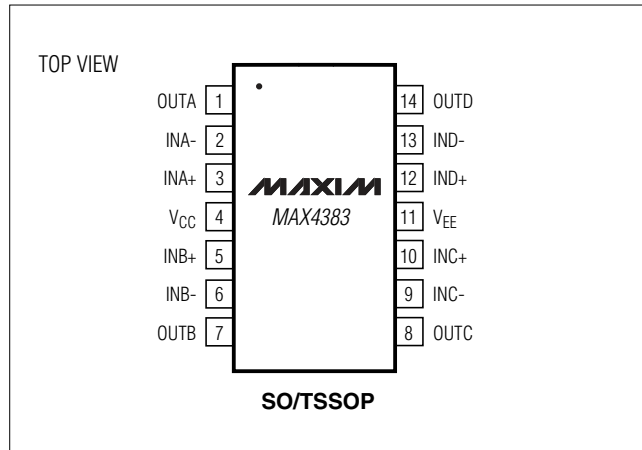 TOP VIEW
OUTA 1 14 OUTD
INA- 2 13 IND-
INA+ 3 12 IND+
MAXIM
VCC 4 MAX4383 11 VEE
INB+ 5 10 INC+
INB- 6 9 INC-
OUTB 7 8 OUTC
SO/TSSOP